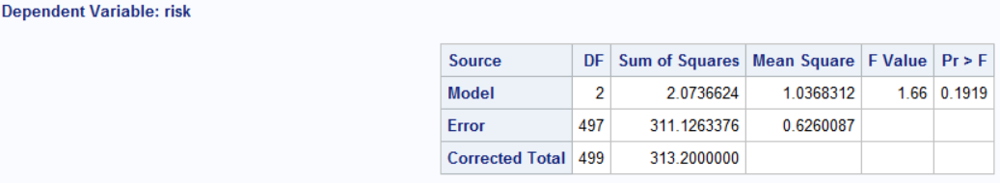 Dependent Variable: risk
Source DF Sum of Squares Mean Square F Value Pr > F
Model 2 2.0736624 1.0368312 1.66 0.1919
Error 497 311.1263376 0.6260087
Corrected Total 499 313.2000000